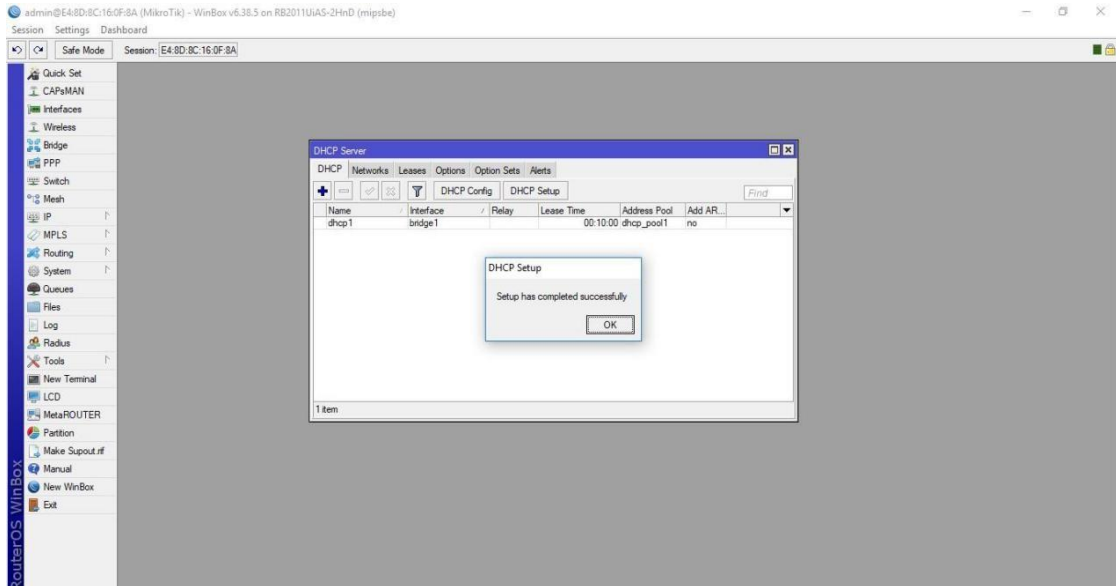 admin@E4:8D:8C:16:0F:8A (MikroTik) - WinBox v6.38.5 on RB2011UiAS-2HnD (mipsbe)
Session Settings Dashboard
Safe Mode Session: E4:8D:8C:16:0F:8A
Quick Set
CAPsMAN
Interfaces
Wireless
Bridge
PPP
Switch
Mesh
IP
MPLS
Routing
System
Queues
Files
Log
Radius
Tools
New Terminal
LCD
MetaROUTER
Partition
Make Supout.rif
Manual
New WinBox
Exit
RouterOS WinBox
DHCP Server
DHCP Networks Leases Options Option Sets Alerts
DHCP Config DHCP Setup Find
Name Interface Relay Lease Time Address Pool Add AR...
dhcp1 bridge1 00:10:00 dhcp_pool1 no
DHCP Setup
Setup has completed successfully
OK
1 item